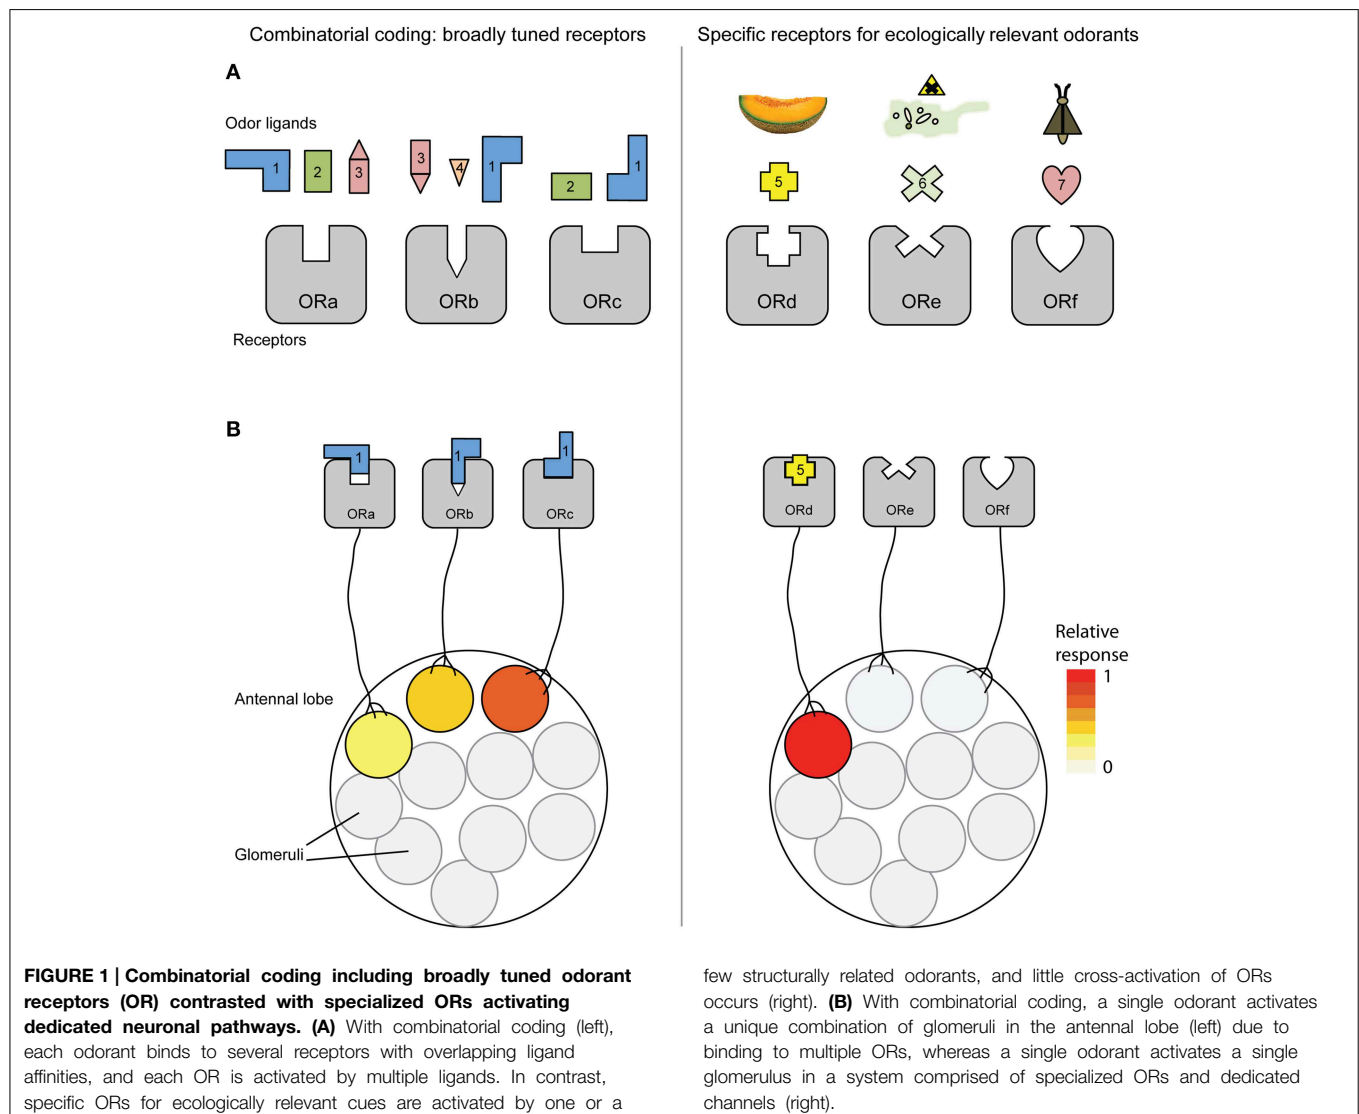 Combinatorial coding: broadly tuned receptors
Specific receptors for ecologically relevant odorants
A
Odor ligands
1 2 3 3 4 1 2 1
5 6 7
ORa ORb ORc
ORd ORe ORf
Receptors
B
1 1 1
5
ORa ORb ORc
ORd ORe ORf
Relative
response
1
0
Antennal lobe
Glomeruli
FIGURE 1 | Combinatorial coding including broadly tuned odorant
receptors (OR) contrasted with specialized ORs activating
dedicated neuronal pathways. (A) With combinatorial coding (left),
each odorant binds to several receptors with overlapping ligand
affinities, and each OR is activated by multiple ligands. In contrast,
specific ORs for ecologically relevant cues are activated by one or a
few structurally related odorants, and little cross-activation of ORs
occurs (right). (B) With combinatorial coding, a single odorant activates
a unique combination of glomeruli in the antennal lobe (left) due to
binding to multiple ORs, whereas a single odorant activates a single
glomerulus in a system comprised of specialized ORs and dedicated
channels (right).